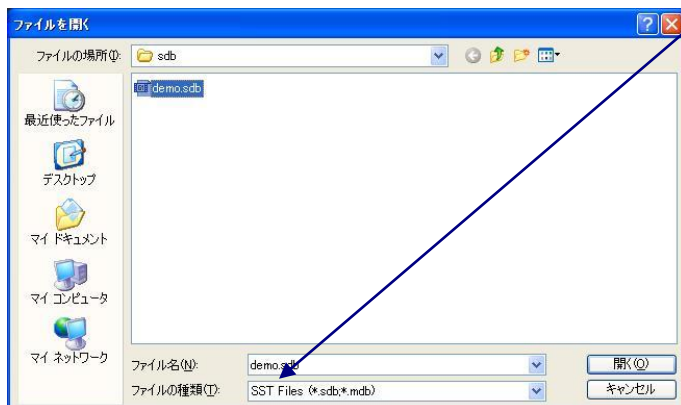 ファイルを開く
ファイルの場所(I):
sdb
demo.sdb
最近使ったファイル
デスクトップ
マイ ドキュメント
マイ コンピュータ
マイ ネットワーク
ファイル名(N):
demo.sdb
開く(O)
ファイルの種類(T):
SST Files (*.sdb;*.mdb)
キャンセル